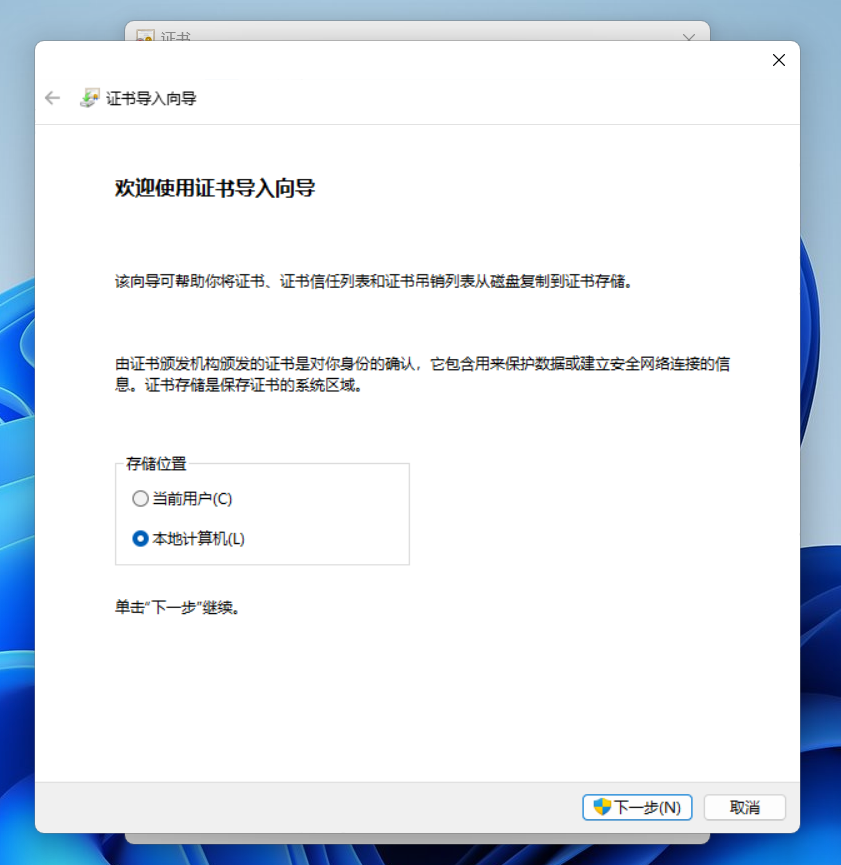 证书
证书导入向导
欢迎使用证书导入向导
该向导可帮助你将证书、证书信任列表和证书吊销列表从磁盘复制到证书存储。
由证书颁发机构颁发的证书是对你身份的确认，它包含用来保护数据或建立安全网络连接的信
息。证书存储是保存证书的系统区域。
存储位置
当前用户(C)
本地计算机(L)
单击“下一步”继续。
下一步(N)
取消